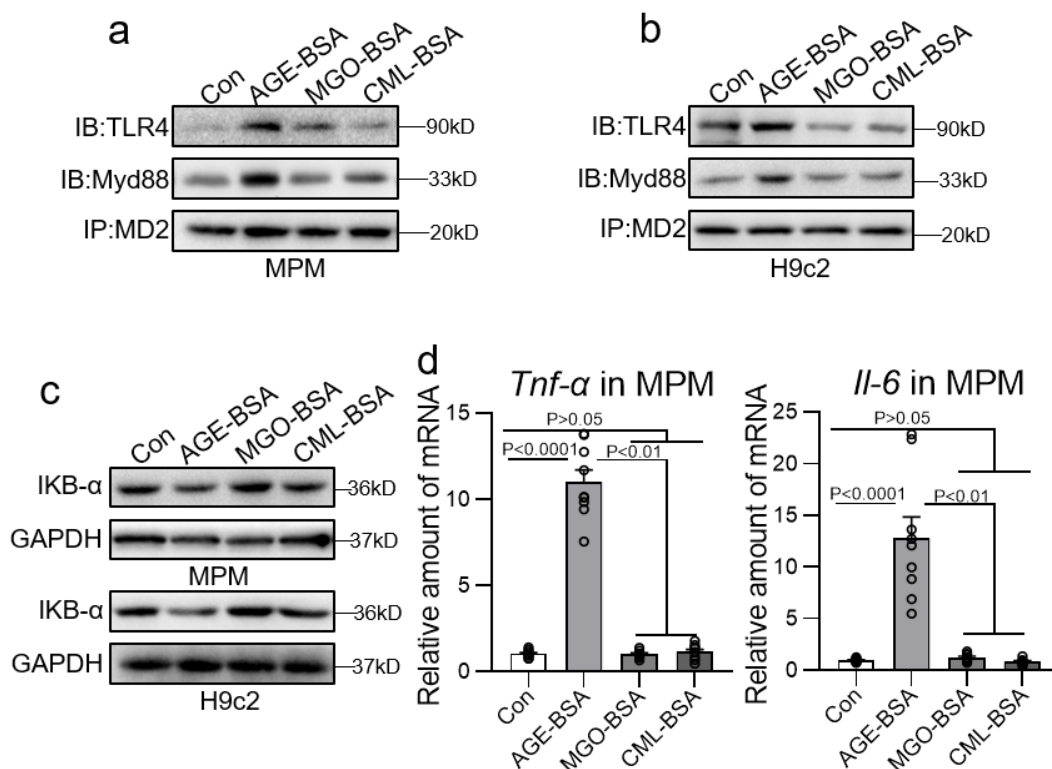 a
Con AGE-BSA MGO-BSA CML-BSA
IB:TLR4 90kD
IB:Myd88 33kD
IP:MD2 20kD
MPM
b
Con AGE-BSA MGO-BSA CML-BSA
IB:TLR4 90kD
IB:Myd88 33kD
IP:MD2 20kD
H9c2
c
Con AGE-BSA MGO-BSA CML-BSA
IKB-α 36kD
GAPDH 37kD
MPM
IKB-α 36kD
GAPDH 37kD
H9c2
d
Tnf-α in MPM
Relative amount of mRNA
15
10
5
0
P>0.05
P<0.0001 P<0.01
Con AGE-BSA MGO-BSA CML-BSA
Il-6 in MPM
Relative amount of mRNA
25
20
15
10
5
0
P>0.05
P<0.0001 P<0.01
Con AGE-BSA MGO-BSA CML-BSA